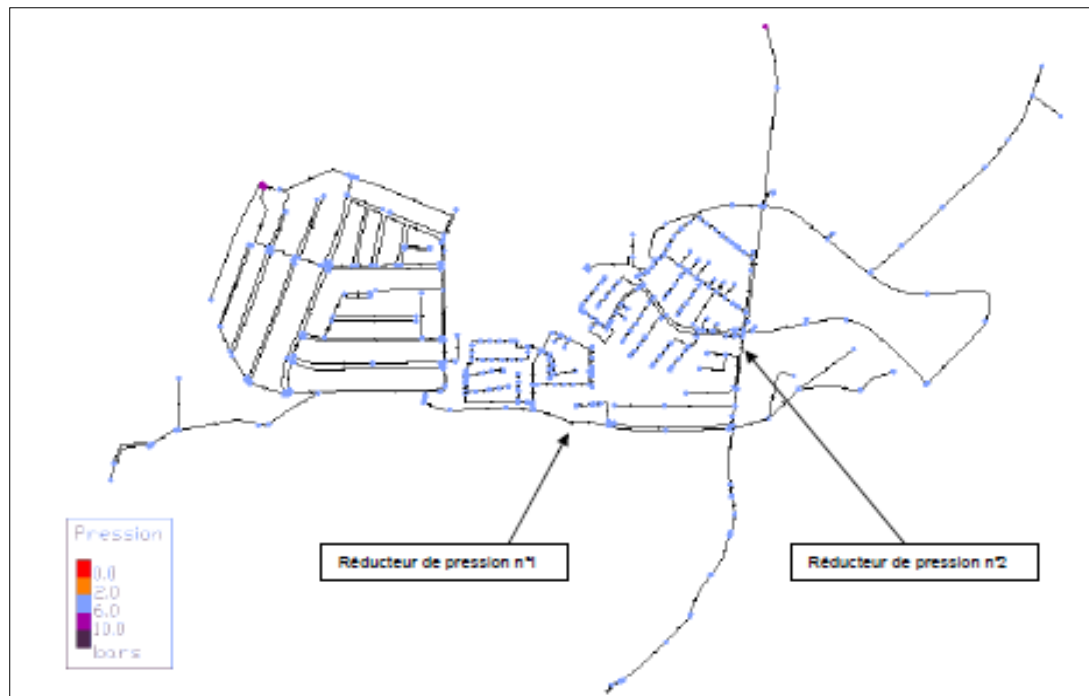 Réducteur de pression n°1
Réducteur de pression n°2
Pression
0.0
2.0
6.0
10.0
bars